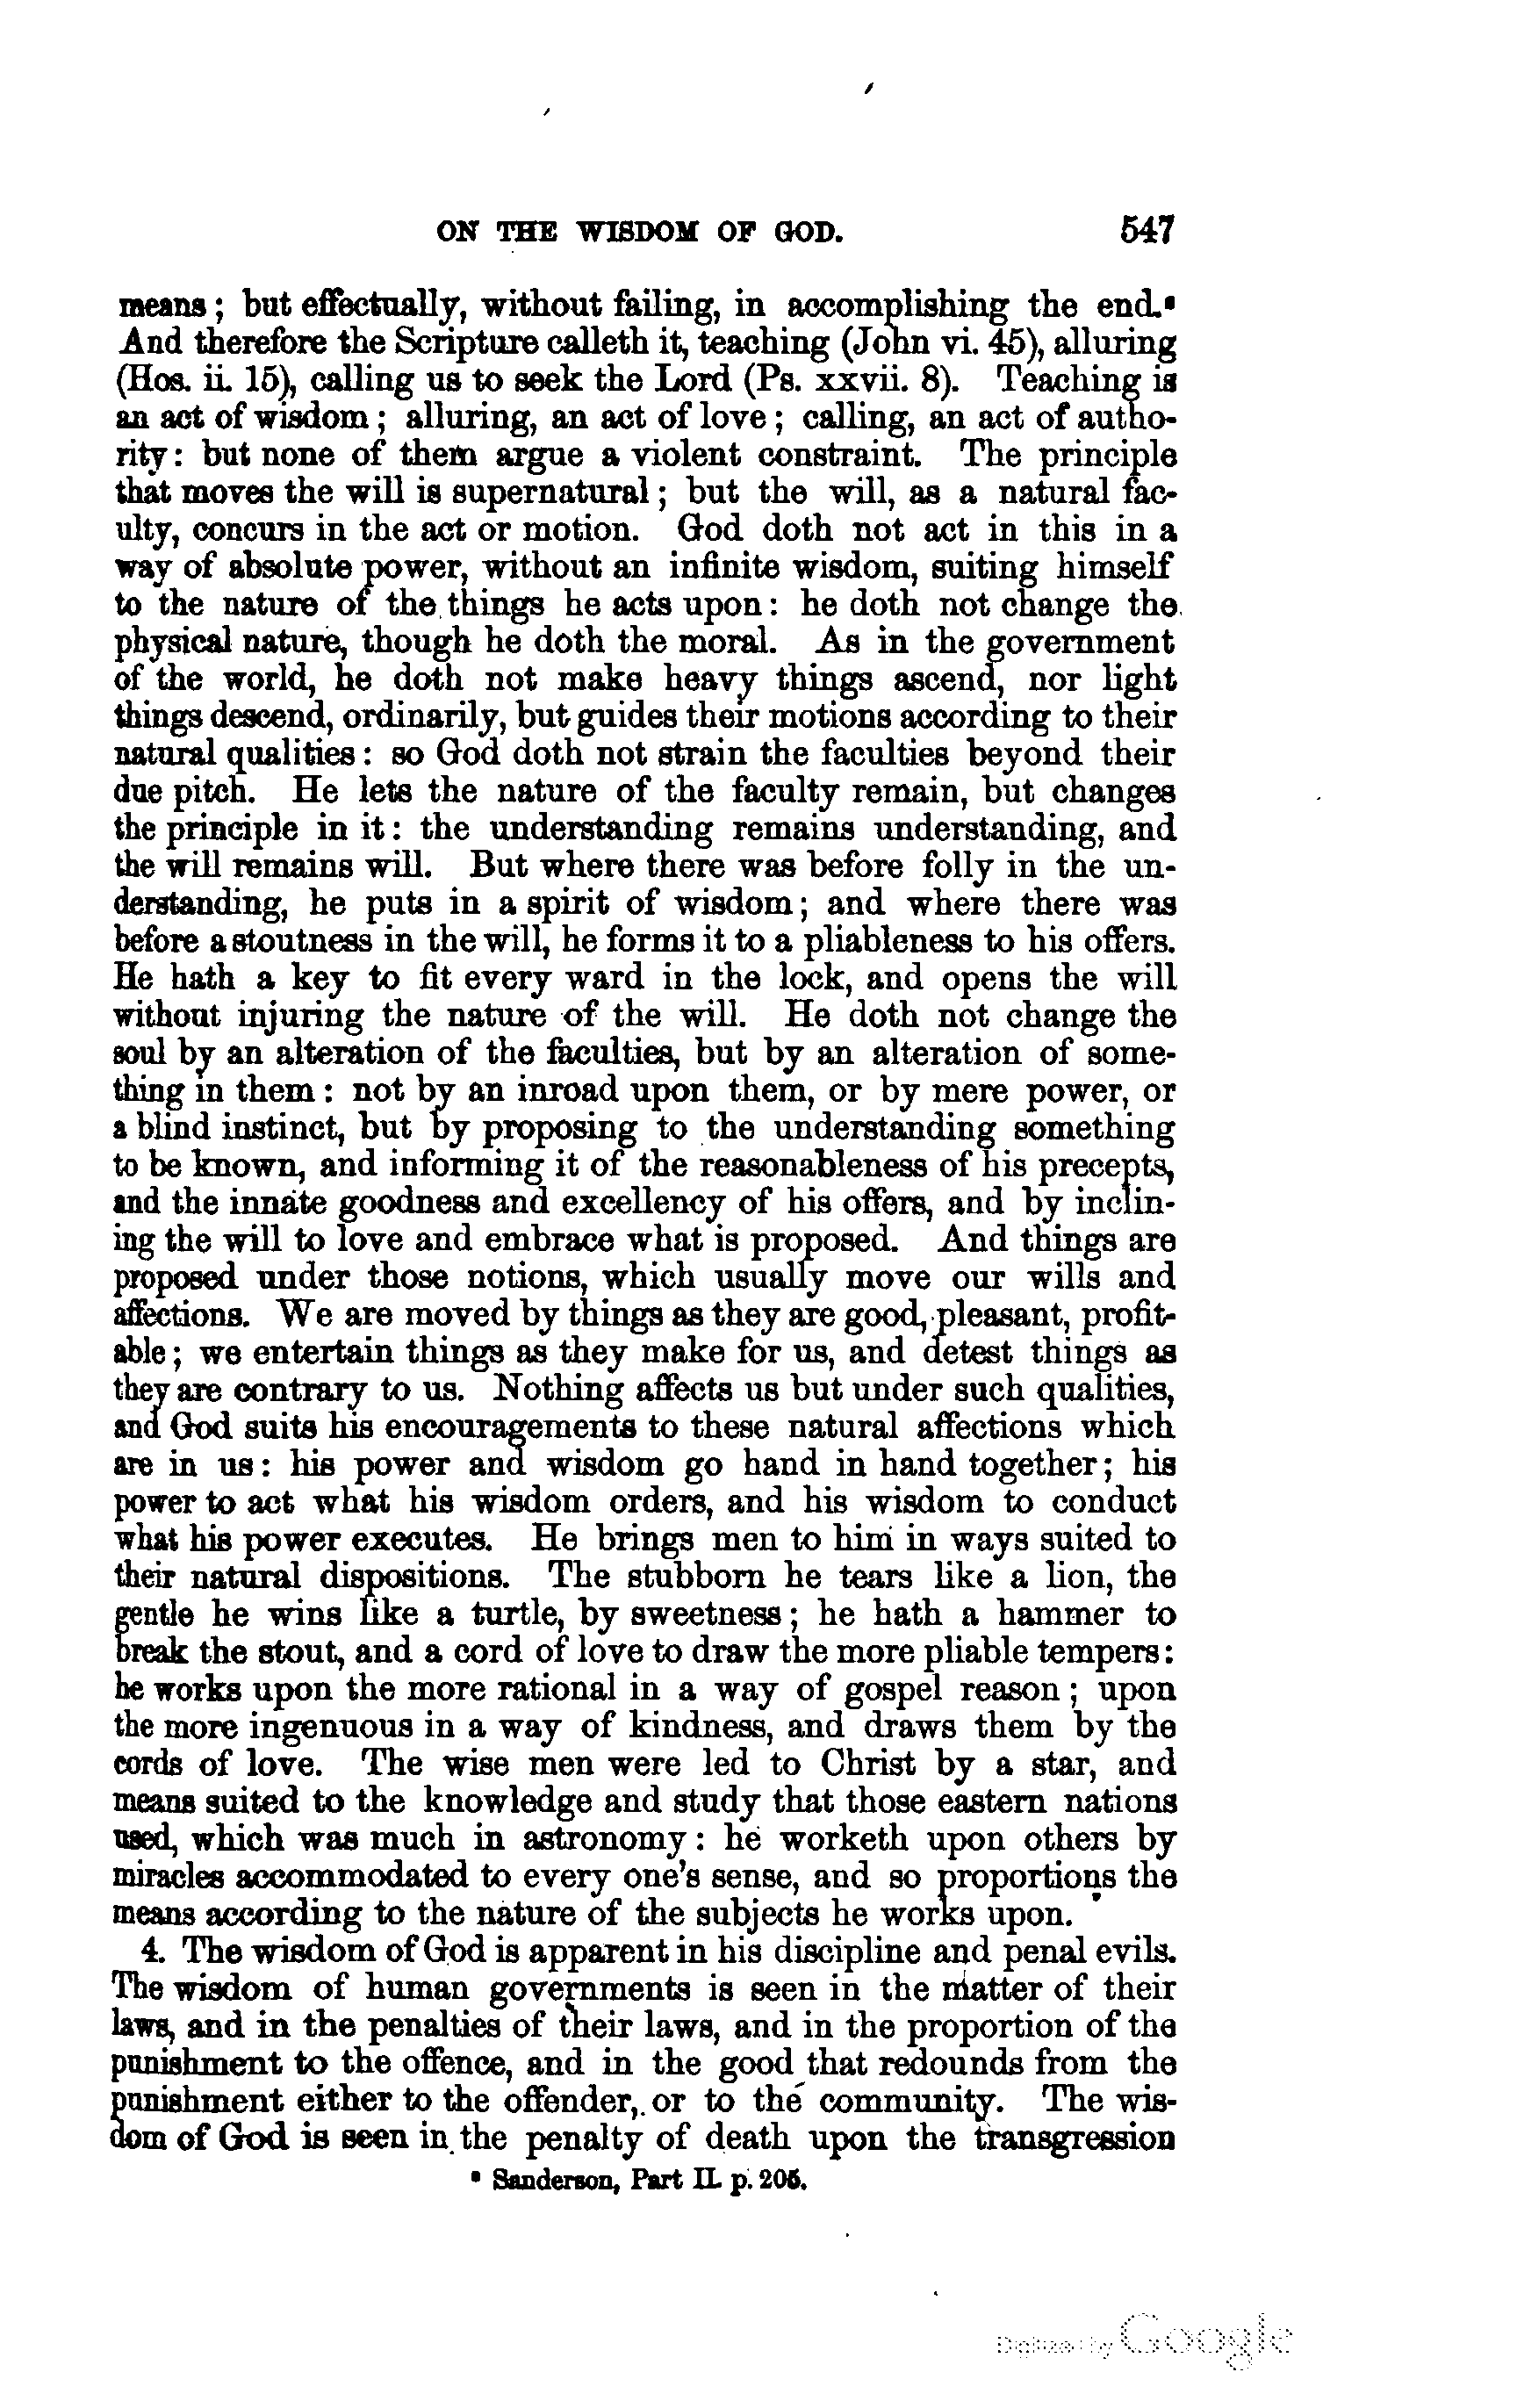 ON THE WISDOM OF GOD. 547
means; but effectually, without failing, in accomplishing the end.s
And therefore the Scripture calleth it, teaching (John vi. 45), alluring
(Hos. ii. 15), calling us to seek the Lord (Ps. xxvii. 8). Teaching is
an act of wisdom; alluring, an act of love; calling, an act of autho-
rity: but none of them argue a violent constraint. The principle
that moves the will is supernatural; but the will, as a natural fac-
ulty, concurs in the act or motion. God doth not act in this in a
way of absolute power, without an infinite wisdom, suiting himself
to the nature of the things he acts upon: he doth not change the
physical nature, though he doth the moral. As in the government
of the world, he doth not make heavy things ascend, nor light
things descend, ordinarily, but guides their motions according to their
natural qualities: so God doth not strain the faculties beyond their
due pitch. He lets the nature of the faculty remain, but changes
the principle in it: the understanding remains understanding, and
the will remains will. But where there was before folly in the un-
derstanding, he puts in a spirit of wisdom; and where there was
before a stoutness in the will, he forms it to a pliableness to his offers.
He hath a key to fit every ward in the lock, and opens the will
without injuring the nature of the will. He doth not change the
soul by an alteration of the faculties, but by an alteration of some-
thing in them: not by an inroad upon them, or by mere power, or
a blind instinct, but by proposing to the understanding something
to be known, and informing it of the reasonableness of his precepts,
and the innate goodness and excellency of his offers, and by inclin-
ing the will to love and embrace what is proposed. And things are
proposed under those notions, which usually move our wills and
affections. We are moved by things as they are good, pleasant, profit-
able; we entertain things as they make for us, and detest things as
they are contrary to us. Nothing affects us but under such qualities,
and God suits his encouragements to these natural affections which
are in us: his power and wisdom go hand in hand together; his
power to act what his wisdom orders, and his wisdom to conduct
what his power executes. He brings men to him in ways suited to
their natural dispositions. The stubborn he tears like a lion, the
gentle he wins like a turtle, by sweetness; he hath a hammer to
break the stout, and a cord of love to draw the more pliable tempers:
he works upon the more rational in a way of gospel reason; upon
the more ingenuous in a way of kindness, and draws them by the
cords of love. The wise men were led to Christ by a star, and
means suited to the knowledge and study that those eastern nations
used, which was much in astronomy: he worketh upon others by
miracles accommodated to every one's sense, and so proportions the
means according to the nature of the subjects he works upon.
4. The wisdom of God is apparent in his discipline and penal evils.
The wisdom of human governments is seen in the matter of their
laws, and in the penalties of their laws, and in the proportion of the
punishment to the offence, and in the good that redounds from the
punishment either to the offender, or to the community. The wis-
dom of God is seen in the penalty of death upon the transgression
s Sanderson, Part II. p. 205.
Digitized by Google